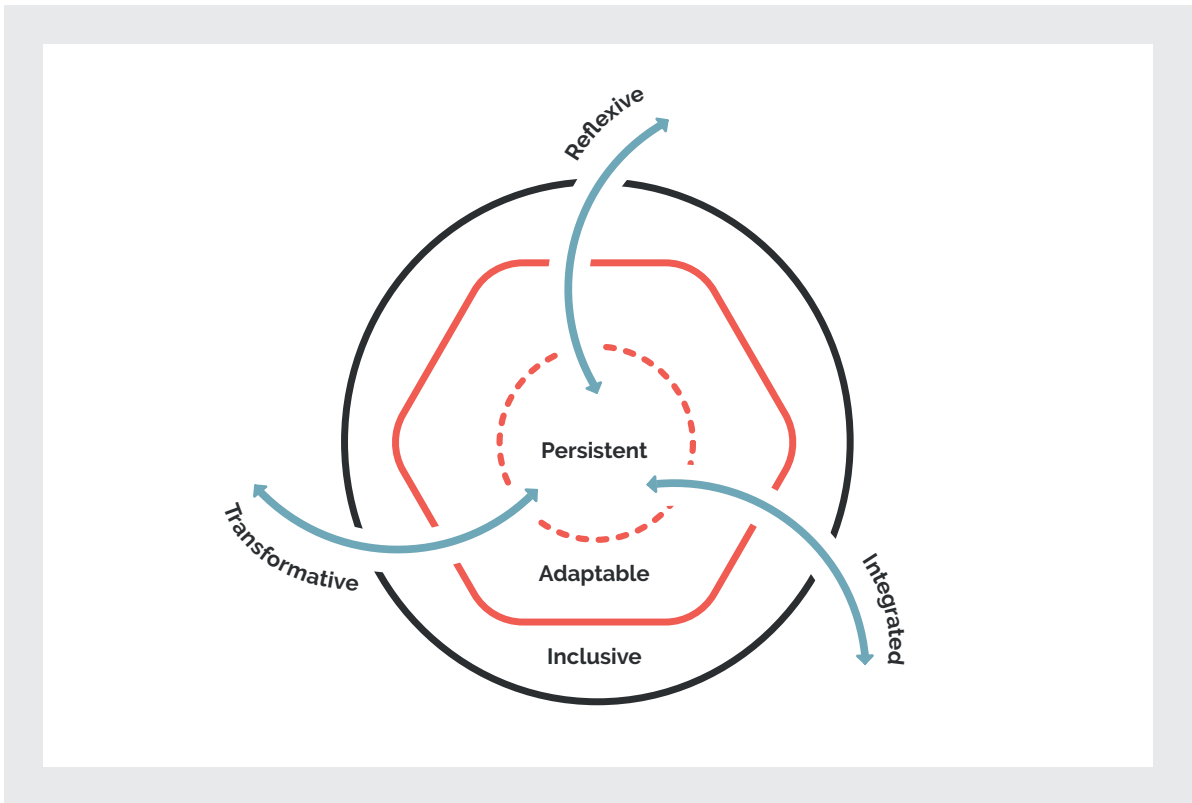 Reflexive
Persistent
Transformative
Adaptable
Integrated
Inclusive